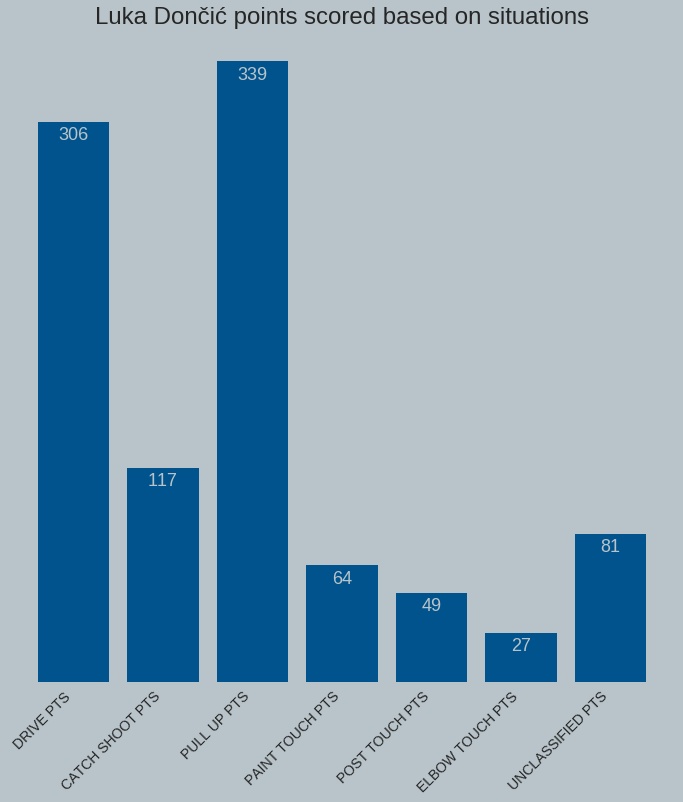 Luka Dončić points scored based on situations
306
117
339
64
49
27
81
DRIVE PTS
CATCH SHOOT PTS
PULL UP PTS
PAINT TOUCH PTS
POST TOUCH PTS
ELBOW TOUCH PTS
UNCLASSIFIED PTS